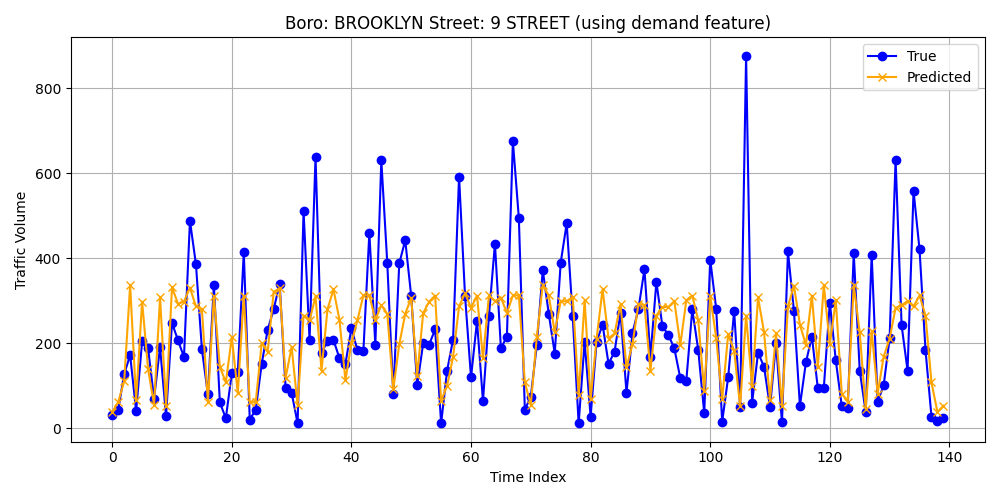 Boro: BROOKLYN Street: 9 STREET (using demand feature)
True
Predicted
Traffic Volume
800
600
400
200
0
0 20 40 60 80 100 120 140
Time Index